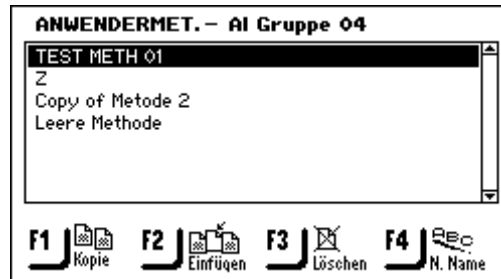 ANWENDERMET.- Al Gruppe 04
TEST METH 01
Z
Copy of Metode 2
Leere Methode
F1 Kopie F2 Einfügen F3 Löschen F4 ABC N. Name